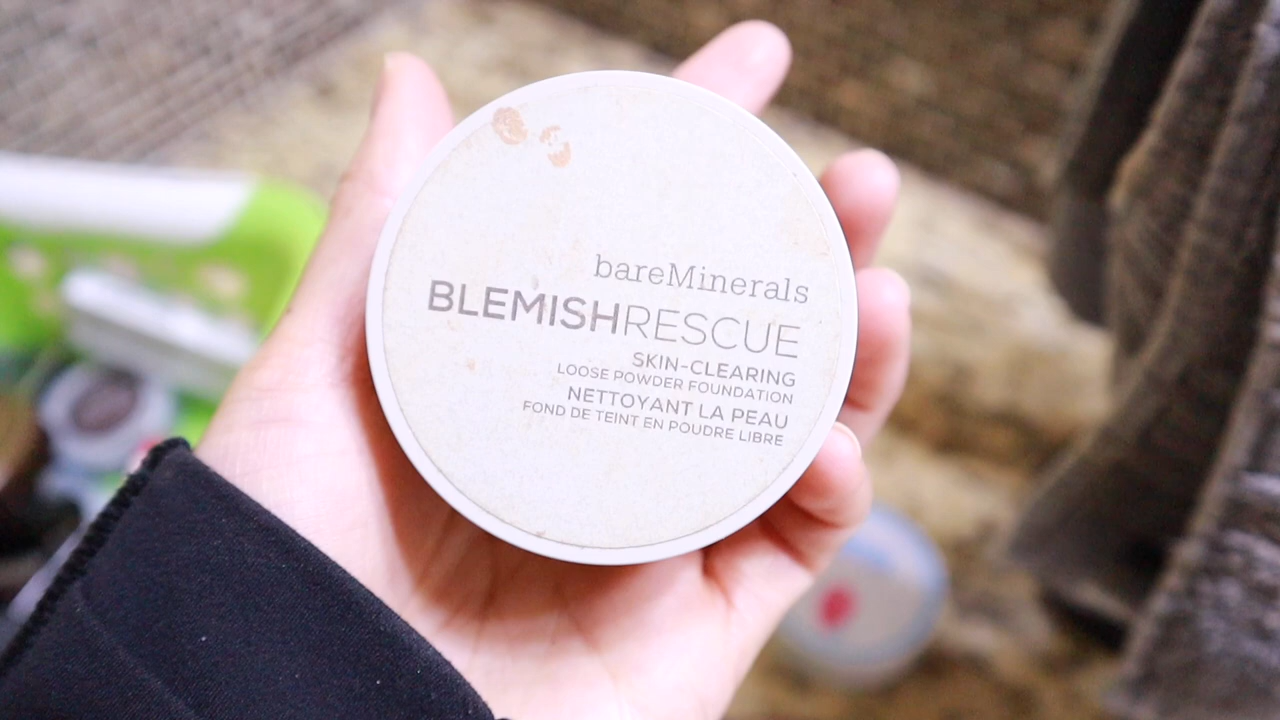 bareMinerals
BLEMISHRESCUE
SKIN-CLEARING
LOOSE POWDER FOUNDATION
NETTOYANT LA PEAU
FOND DE TEINT EN POUDRE LIBRE